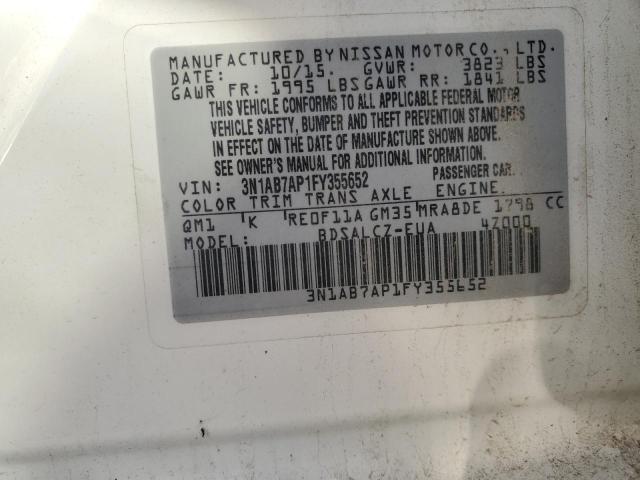 MANUFACTURED BY NISSAN MOTOR CO., LTD.
DATE: 10/15. GVWR: 3823 LBS
GAWR FR: 1995 LBS GAWR RR: 1841 LBS
THIS VEHICLE CONFORMS TO ALL APPLICABLE FEDERAL MOTOR
VEHICLE SAFETY, BUMPER AND THEFT PREVENTION STANDARDS
IN EFFECT ON THE DATE OF MANUFACTURE SHOWN ABOVE.
SEE OWNER'S MANUAL FOR ADDITIONAL INFORMATION.
VIN: 3N1AB7AP1FY355652 PASSENGER CAR.
COLOR TRIM TRANS AXLE ENGINE.
QM1 K RE0F11A GM35 MRA8DE 1798 CC
MODEL: BDSALCZ-EUA 4Z000
3N1AB7AP1FY355652